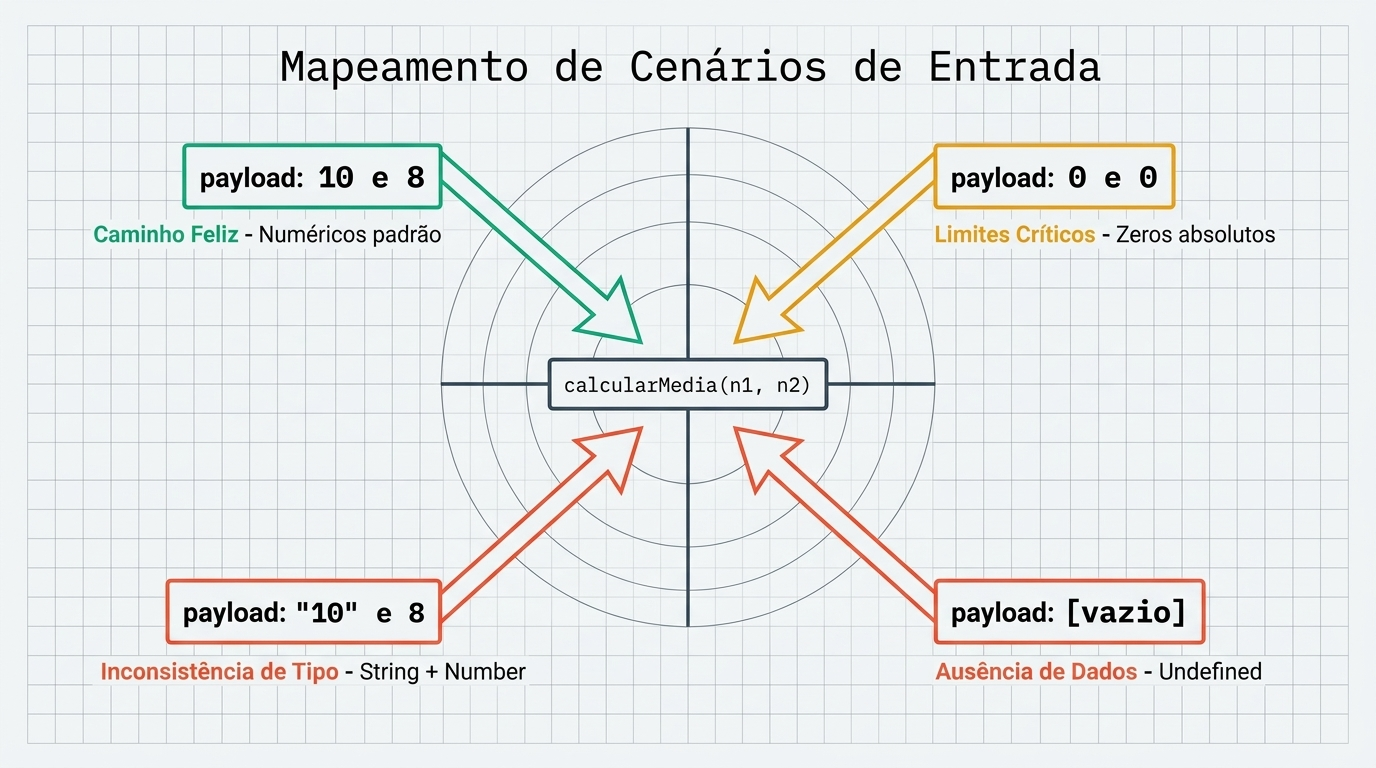 Mapeamento de Cenários de Entrada
payload: 10 e 8
Caminho Feliz - Numéricos padrão
payload: 0 e 0
Limites Críticos - Zeros absolutos
calcularMedia(n1, n2)
payload: "10" e 8
Inconsistência de Tipo - String + Number
payload: [vazio]
Ausência de Dados - Undefined